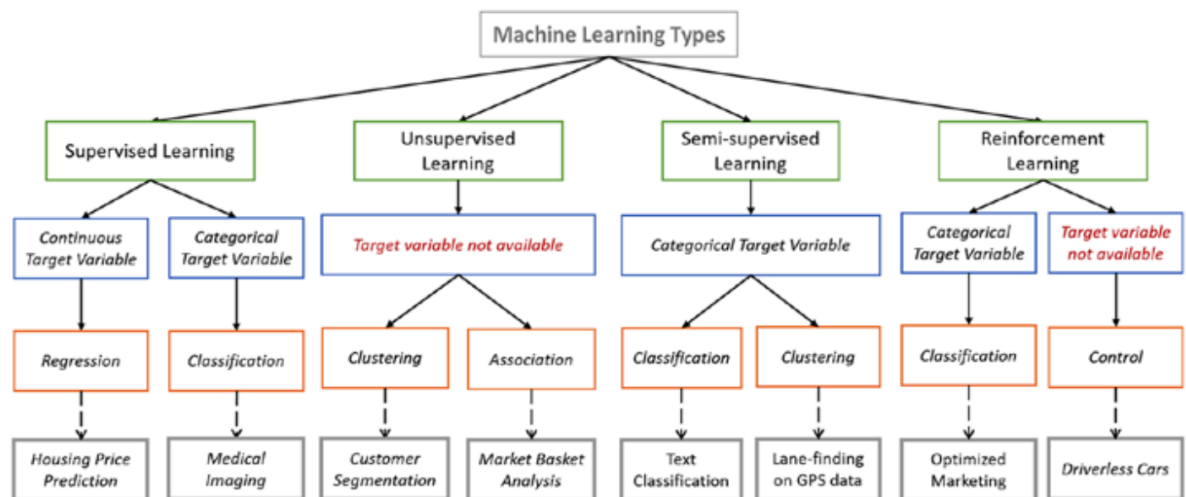 Machine Learning Types
Supervised Learning
Unsupervised
Learning
Semi-supervised
Learning
Reinforcement
Learning
Continuous
Target Variable
Categorical
Target Variable
Target variable not available
Categorical Target Variable
Categorical
Target Variable
Target variable
not available
Regression
Classification
Clustering
Association
Classification
Clustering
Classification
Control
Housing Price
Prediction
Medical
Imaging
Customer
Segmentation
Market Basket
Analysis
Text
Classification
Lane-finding
on GPS data
Optimized
Marketing
Driverless Cars